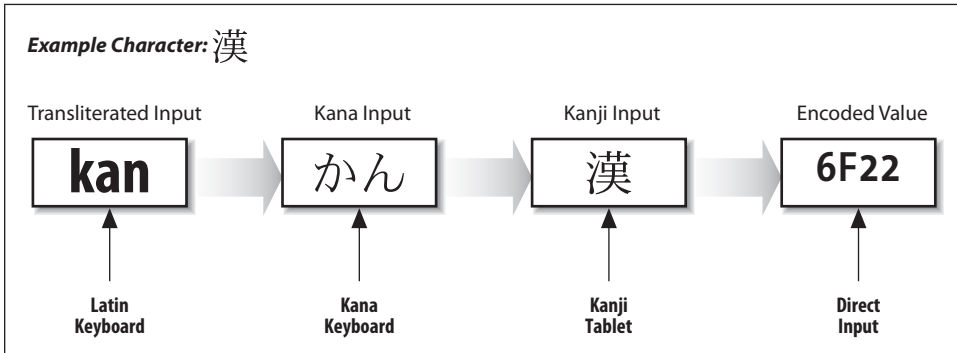 Example Character: 漢
Transliterated Input
Kana Input
Kanji Input
Encoded Value
kan
かん
漢
6F22
Latin
Keyboard
Kana
Keyboard
Kanji
Tablet
Direct
Input